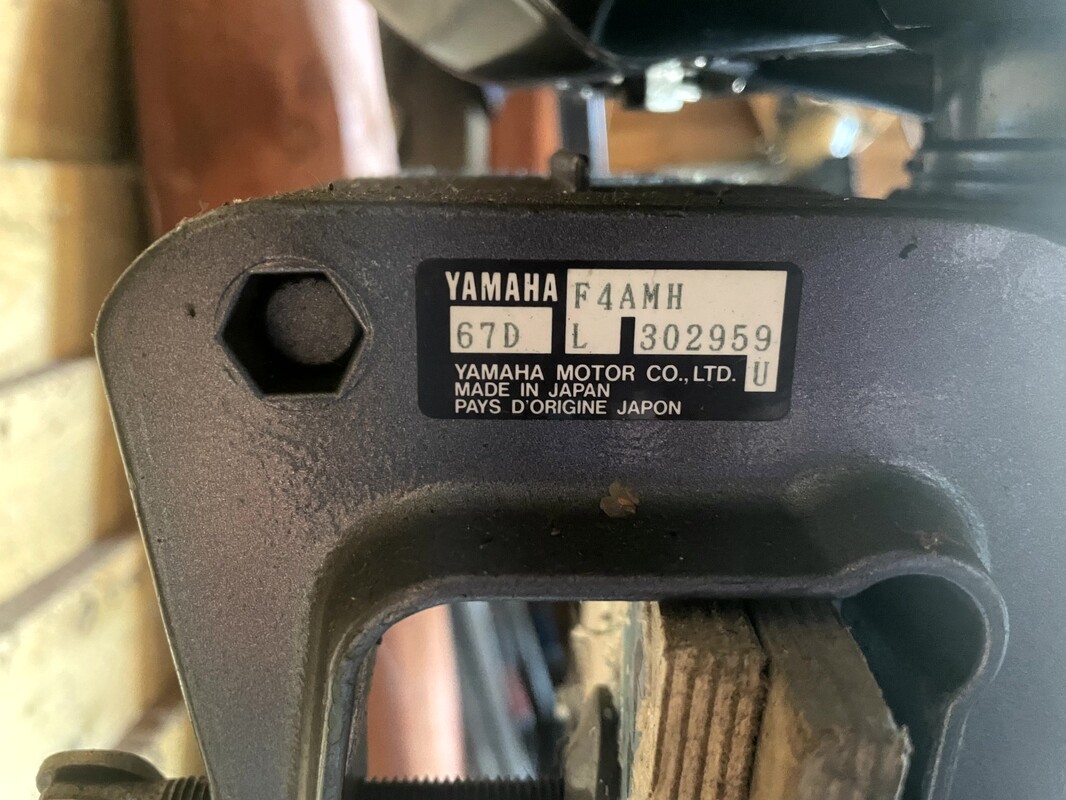 YAMAHA F4AMH
67D L 302959
U
YAMAHA MOTOR CO., LTD.
MADE IN JAPAN
PAYS D'ORIGINE JAPON